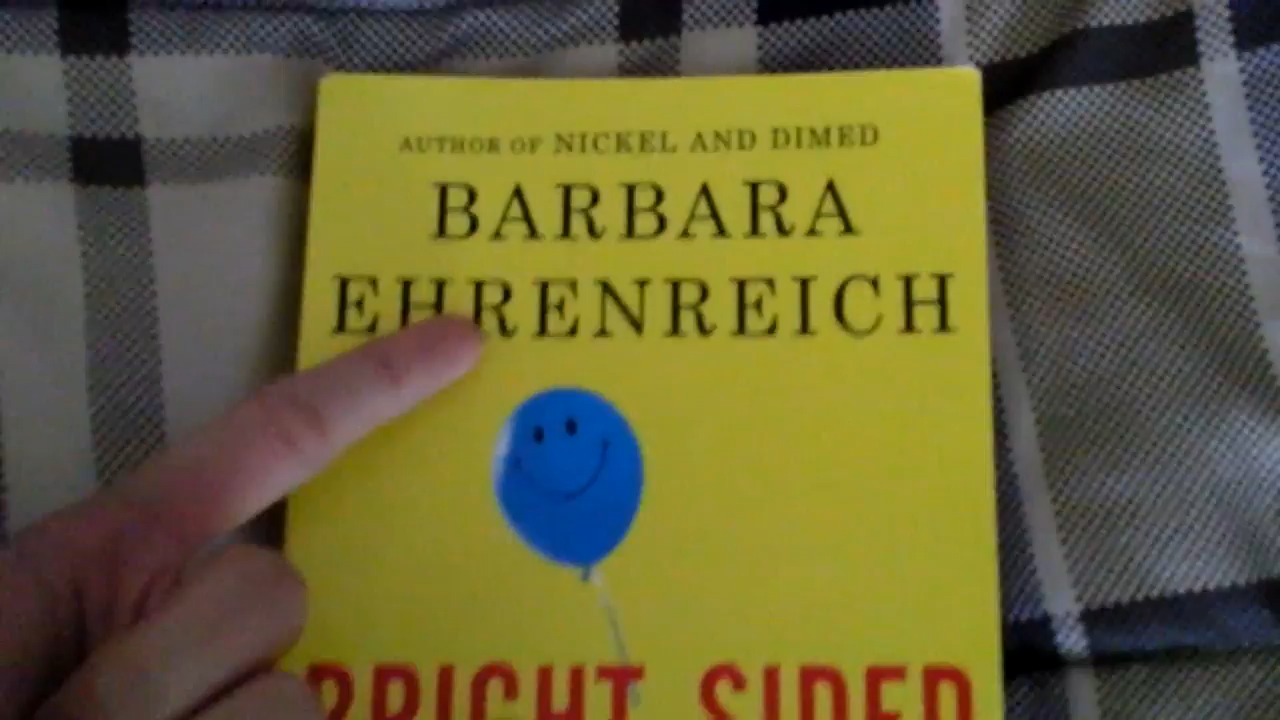 AUTHOR OF NICKEL AND DIMED
BARBARA
EHRENREICH
BRIGHT-SIDED